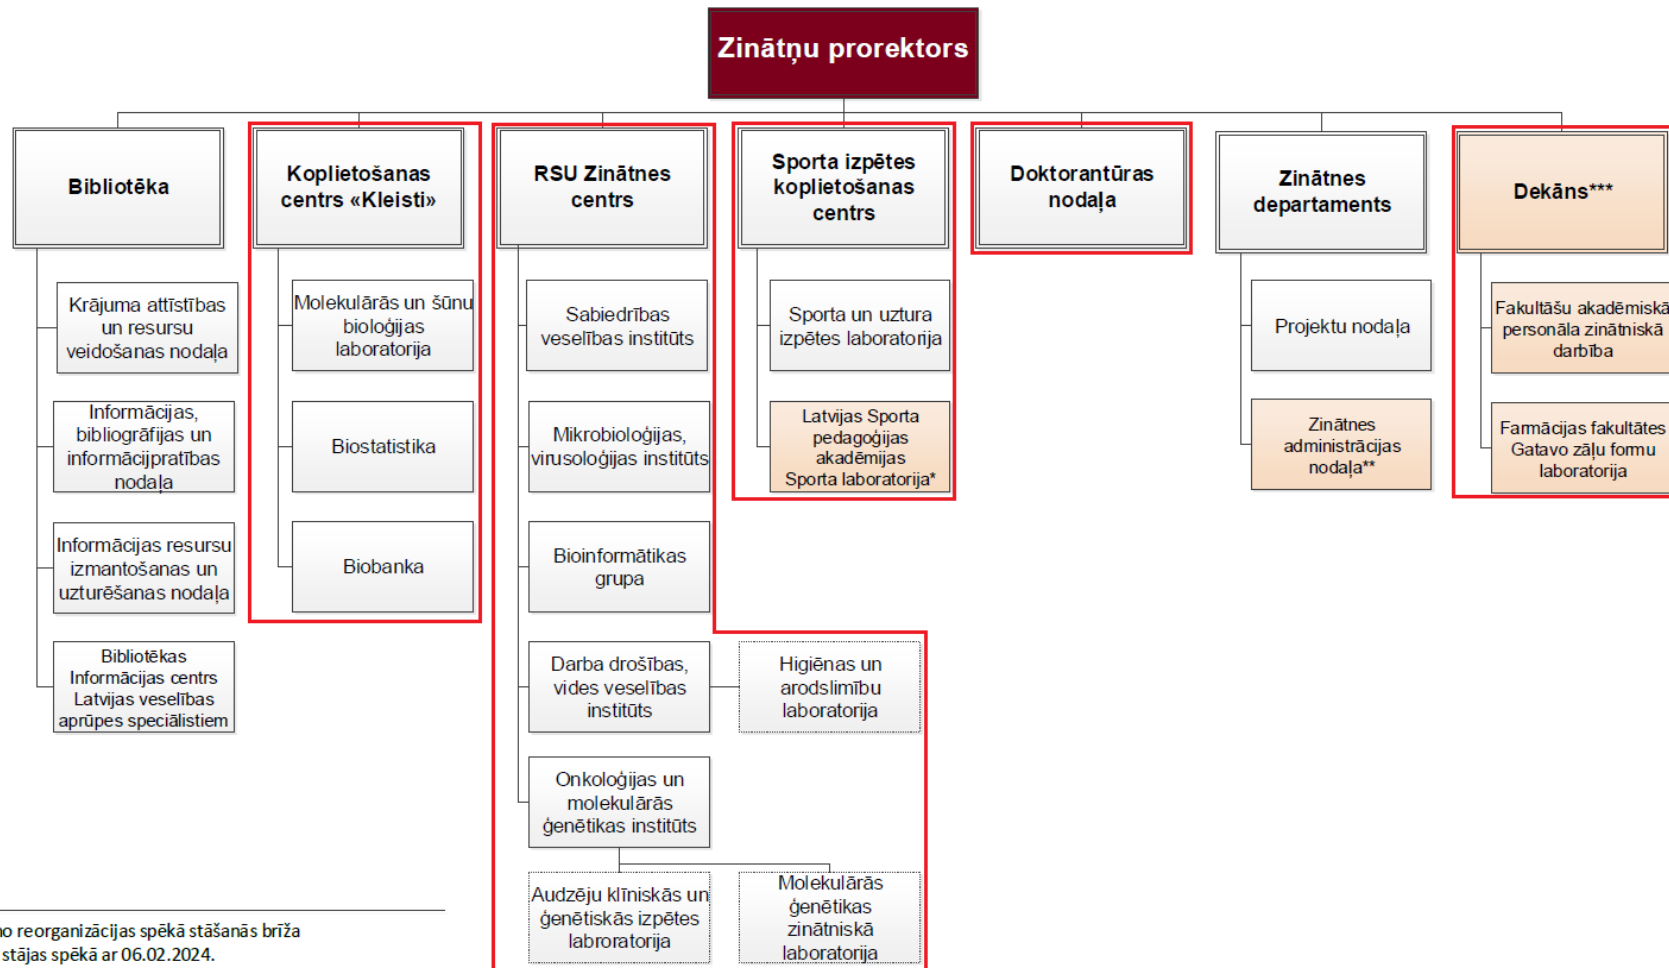 Zinātņu prorektors
Bibliotēka
Krājuma attīstības
un resursu
veidošanas nodaļa
Informācijas,
bibliogrāfijas un
informācijpratības
nodaļa
Informācijas resursu
izmantošanas un
uzturēšanas nodaļa
Bibliotēkas
Informācijas centrs
Latvijas veselības
aprūpes speciālistiem
Koplietošanas
centrs «Kleisti»
Molekulārās un šūnu
bioloģijas
laboratorija
Biostatistika
Biobanka
RSU Zinātnes
centrs
Sabiedrības
veselības institūts
Mikrobioloģijas,
virusoloģijas institūts
Bioinformātikas
grupa
Darba drošības,
vides veselības
institūts
Higiēnas un
arodslimību
laboratorija
Onkoloģijas un
molekulārās
ģenētikas institūts
Audzēju klīniskās un
ģenētiskās izpētes
labroratorija
Molekulārās
ģenētikas
zinātniskā
laboratorija
Sporta izpētes
koplietošanas
centrs
Sporta un uztura
izpētes laboratorija
Latvijas Sporta
pedagoģijas
akadēmijas
Sporta laboratorija*
Doktorantūras
nodaļa
Zinātnes
departaments
Projektu nodaļa
Zinātnes
administrācijas
nodaļa**
Dekāns***
Fakultāšu akadēmiskā
personāla zinātniskā
darbība
Farmācijas fakultātes
Gatavo zāļu formu
laboratorija
no reorganizācijas spēkā stāšanās brīža
stājas spēkā ar 06.02.2024.